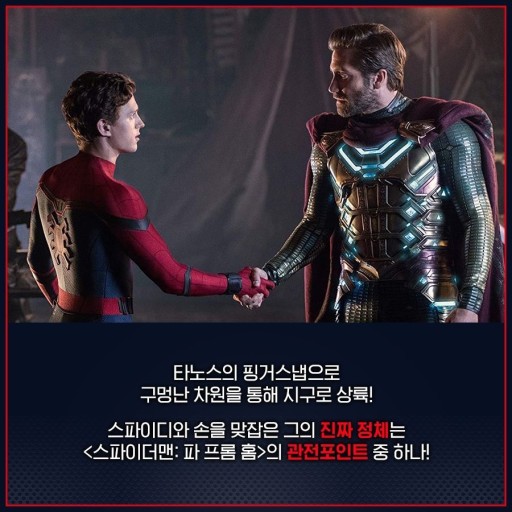 타노스의 핑거스냅으로
구멍난 차원을 통해 지구로 상륙!
스파이디와 손을 맞잡은 그의 진짜 정체는
<스파이더맨: 파 프롬 홈>의 관전포인트 중 하나!